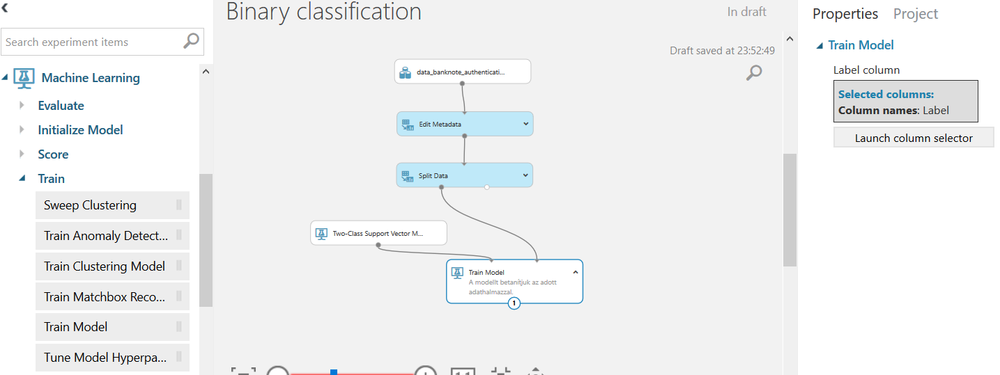 Binary classification
In draft
Properties Project
Search experiment items
Draft saved at 23:52:49
Train Model
Label column
Selected columns:
Column names: Label
Launch column selector
Machine Learning
Evaluate
Initialize Model
Score
Train
Sweep Clustering
Train Anomaly Detect...
Train Clustering Model
Train Matchbox Reco...
Train Model
Tune Model Hyperpa...
data_banknote_authenticati...
Edit Metadata
Split Data
Two-Class Support Vector M...
Train Model
A modellt betanítjuk az adott
adathalmazzal.
1